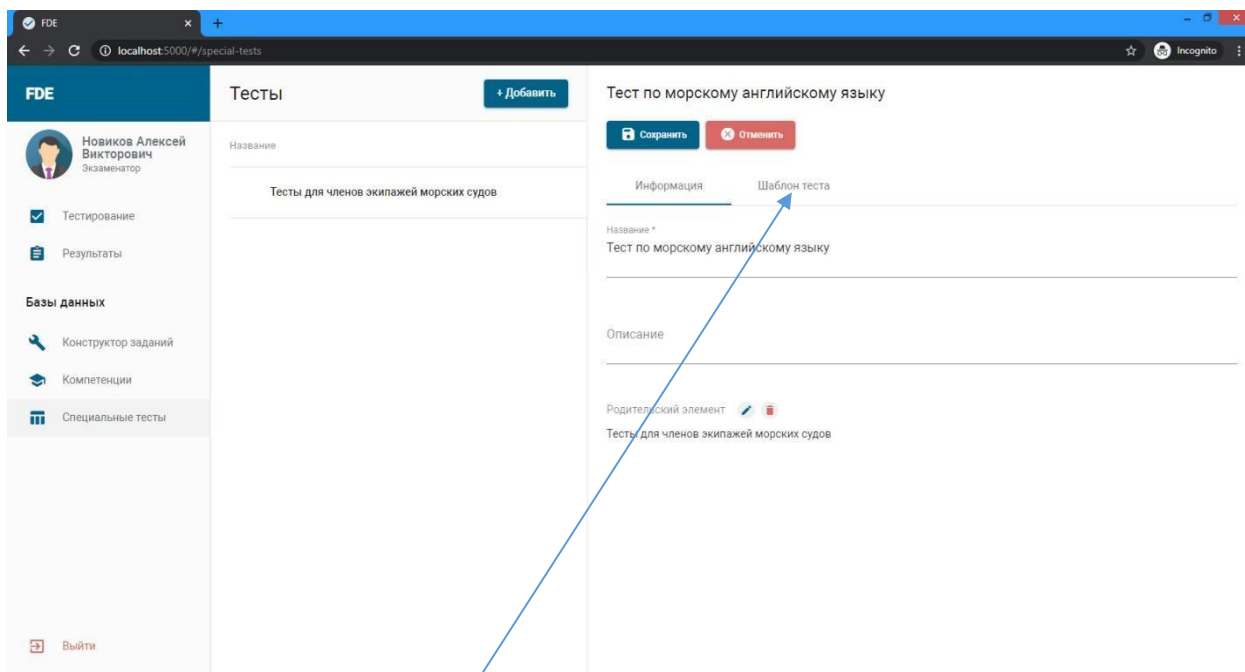 FDE
localhost:5000/#/special-tests
Incognito
FDE
Новиков Алексей
Викторович
Экзаменатор
Тестирование
Результаты
Базы данных
Конструктор заданий
Компетенции
Специальные тесты
Выйти
Тесты
+ Добавить
Название
Тесты для членов экипажей морских судов
Тест по морскому английскому языку
Сохранить
Отменить
Информация
Шаблон теста
Название *
Тест по морскому английскому языку
Описание
Родительский элемент
Тесты для членов экипажей морских судов